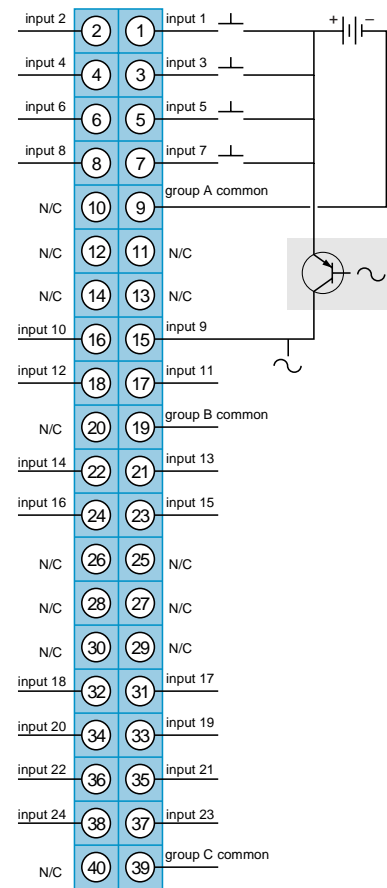 input 2 2 1 input 1 + −
input 4 4 3 input 3
input 6 6 5 input 5
input 8 8 7 input 7
N/C 10 9 group A common
N/C 12 11 N/C
N/C 14 13 N/C
input 10 16 15 input 9
input 12 18 17 input 11
N/C 20 19 group B common
input 14 22 21 input 13
input 16 24 23 input 15
N/C 26 25 N/C
N/C 28 27 N/C
N/C 30 29 N/C
input 18 32 31 input 17
input 20 34 33 input 19
input 22 36 35 input 21
input 24 38 37 input 23
N/C 40 39 group C common